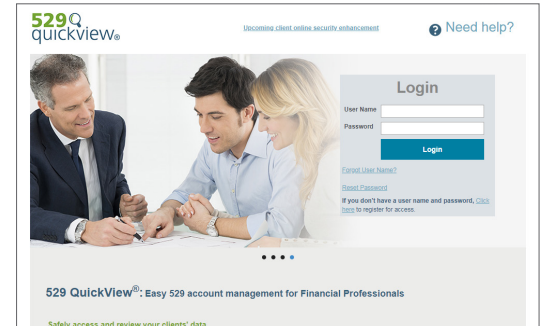 529
quickview®
Upcoming client online security enhancement
? Need help?
Login
User Name
Password
Login
Forgot User Name?
Reset Password
If you don't have a user name and password, Click
here to register for access.
529 QuickView®: Easy 529 account management for Financial Professionals
Safely access and review your clients' data